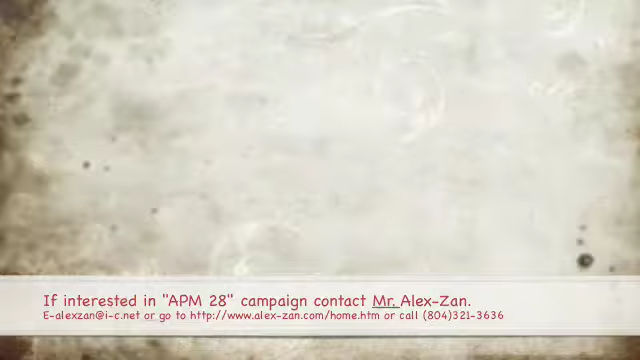 If interested in "APM 28" campaign contact Mr. Alex-Zan.
E-alexzan@i-c.net or go to http://www.alex-zan.com/home.htm or call (804)321-3636